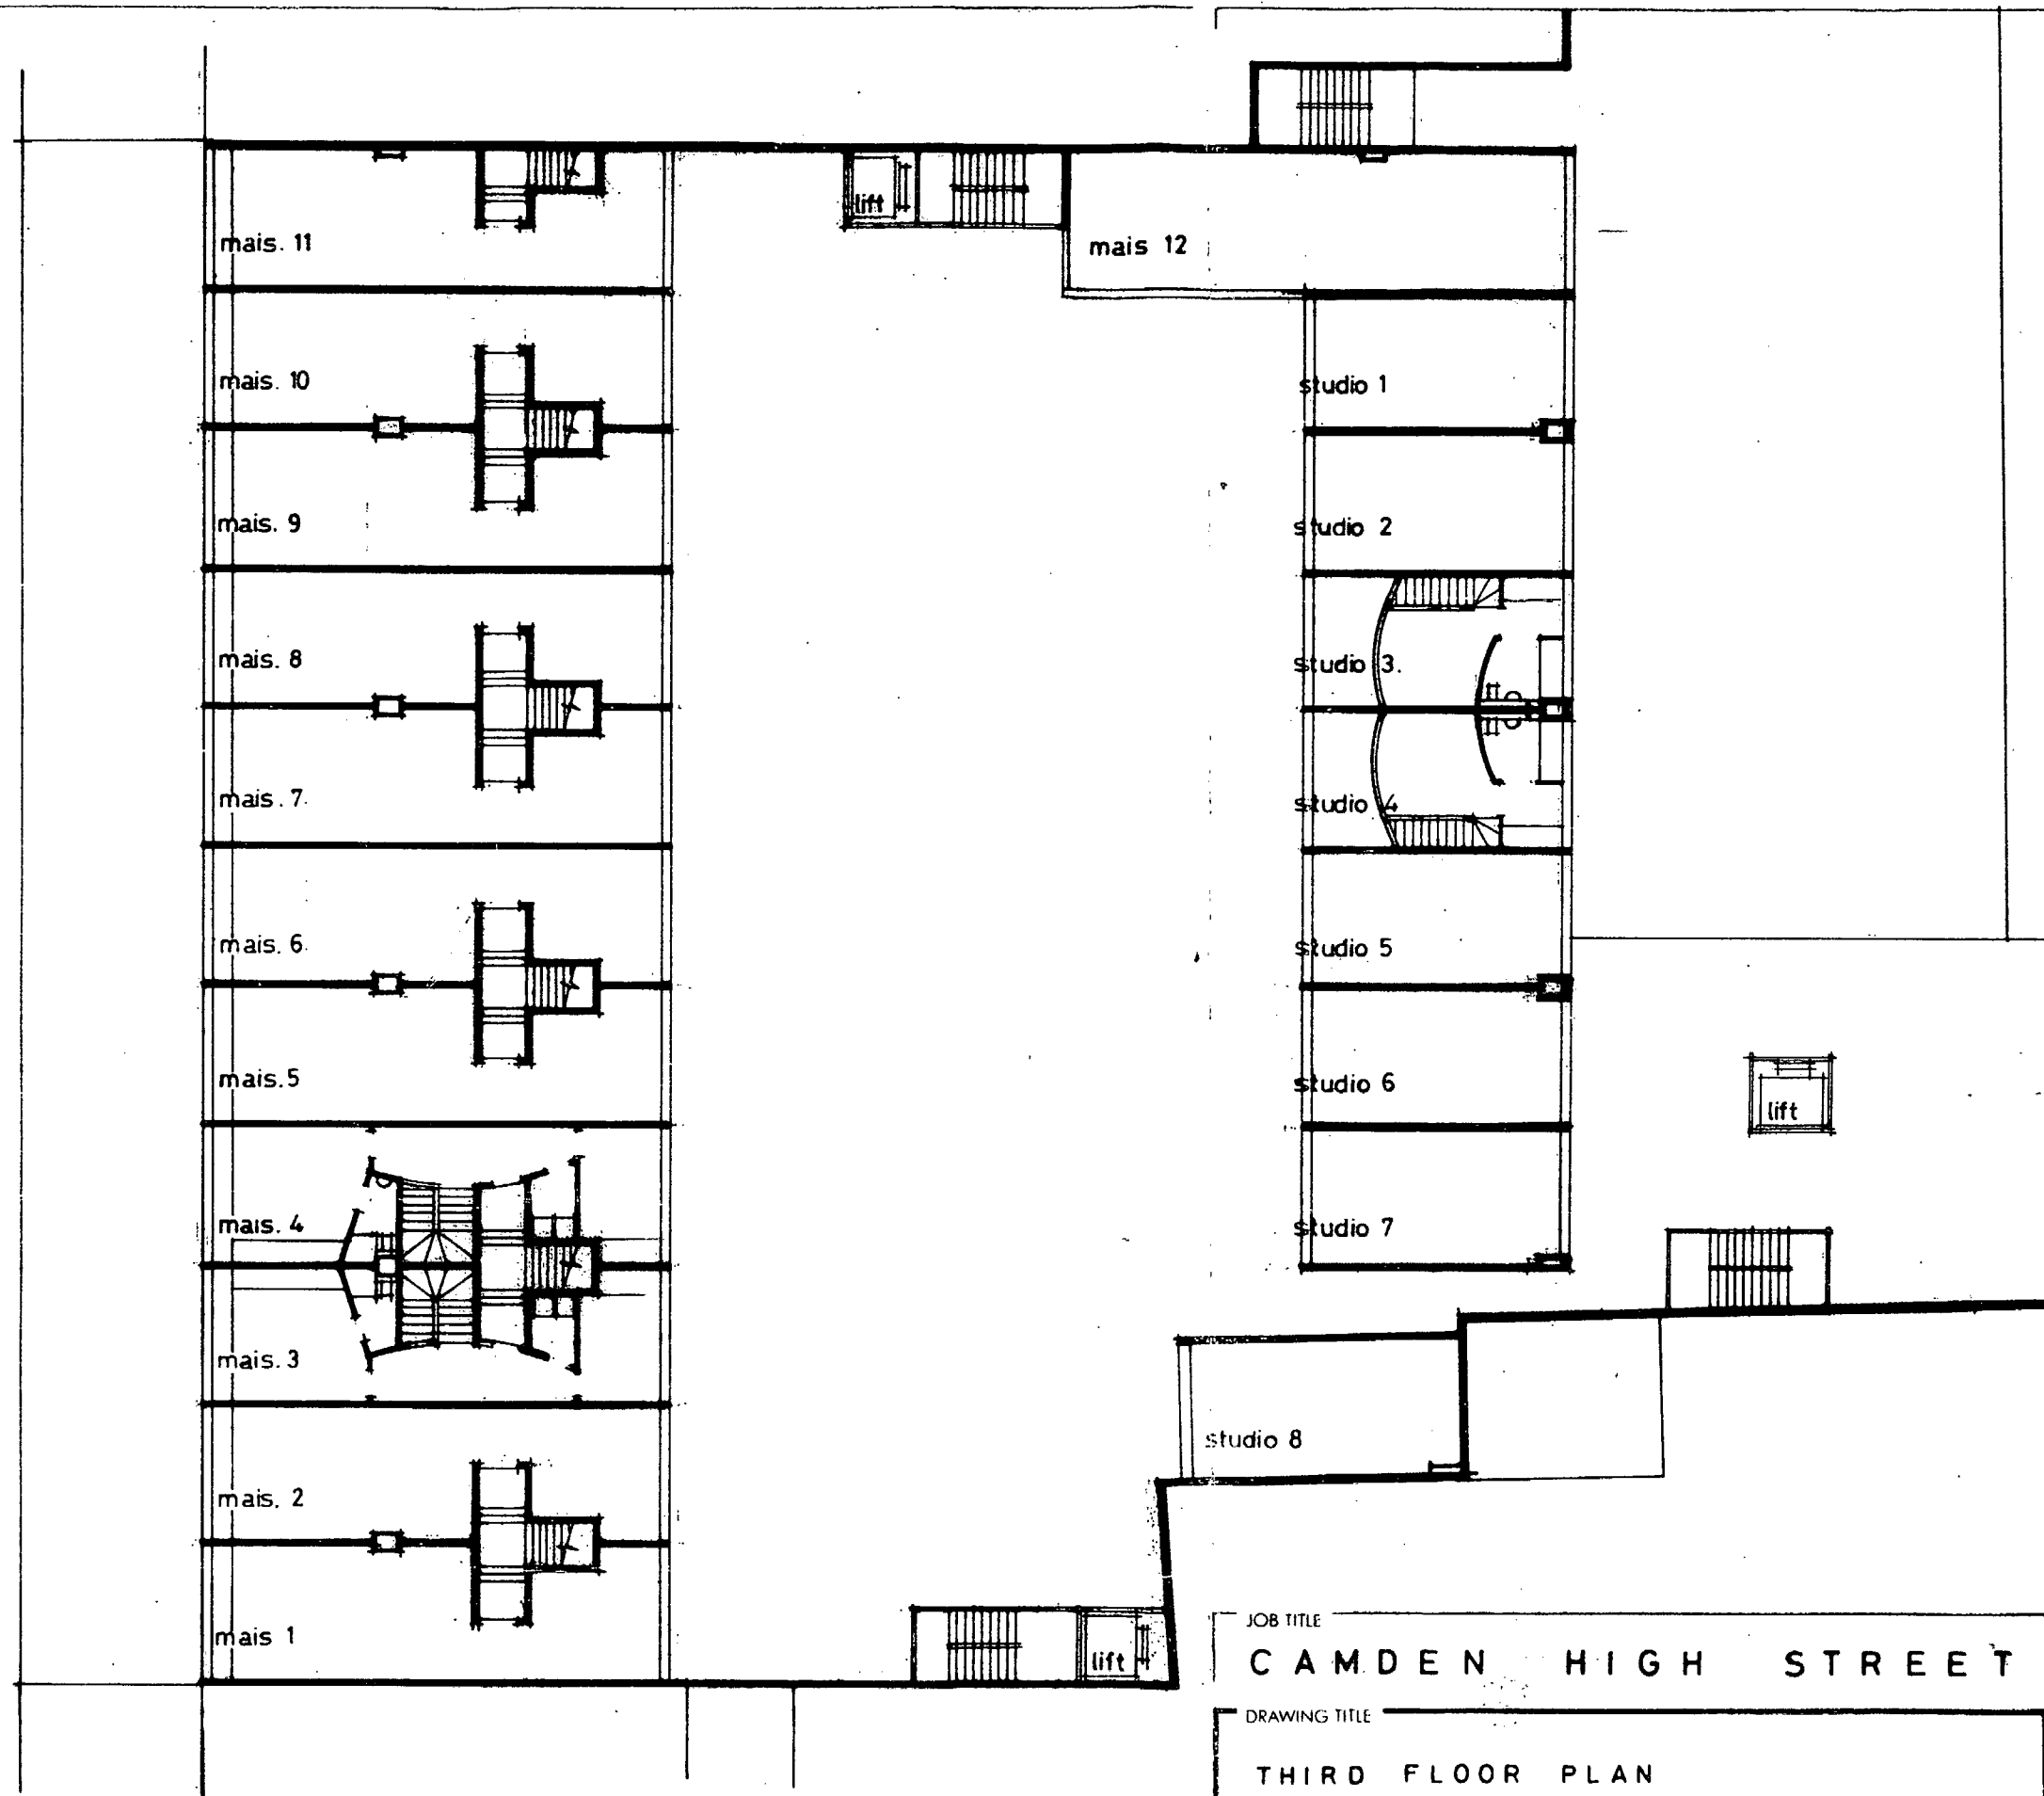 lift
mais. 11
mais 12
mais. 10
studio 1
mais. 9
studio 2
mais. 8
studio 3.
mais. 7
studio 4
mais. 6
studio 5
mais. 5
studio 6
lift
mais. 4
studio 7
mais. 3
studio 8
mais. 2
mais 1
lift
JOB TITLE
CAMDEN HIGH STREET
DRAWING TITLE
THIRD FLOOR PLAN